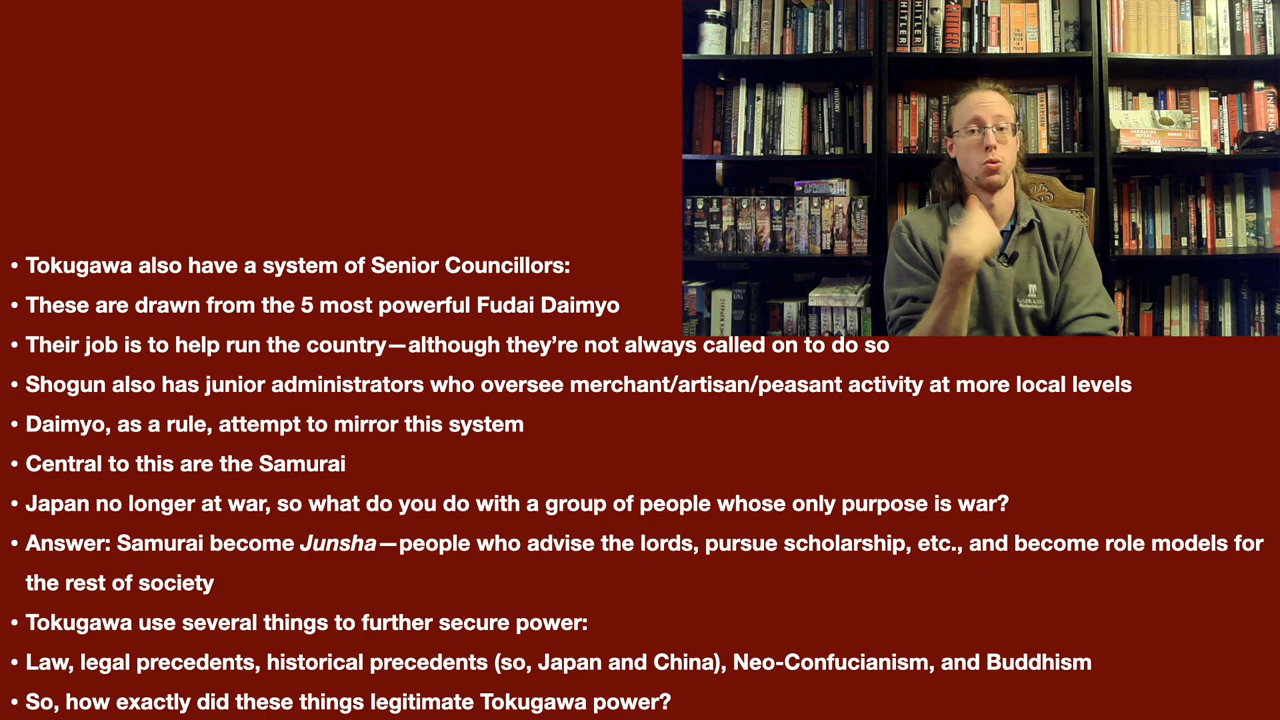 HITLER
HITLER
HISTORY
INFERNO
ROME
Western Civilizations
• Tokugawa also have a system of Senior Councillors:
• These are drawn from the 5 most powerful Fudai Daimyo
• Their job is to help run the country—although they’re not always called on to do so
• Shogun also has junior administrators who oversee merchant/artisan/peasant activity at more local levels
• Daimyo, as a rule, attempt to mirror this system
• Central to this are the Samurai
• Japan no longer at war, so what do you do with a group of people whose only purpose is war?
• Answer: Samurai become Junsha—people who advise the lords, pursue scholarship, etc., and become role models for
the rest of society
• Tokugawa use several things to further secure power:
• Law, legal precedents, historical precedents (so, Japan and China), Neo-Confucianism, and Buddhism
• So, how exactly did these things legitimate Tokugawa power?